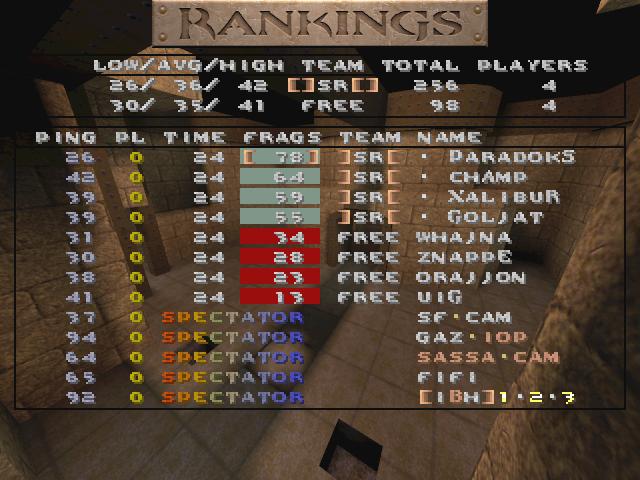 RANKINGS
LOW/AVG/HIGH TEAM TOTAL PLAYERS
26/ 36/ 42 []SR[] 256 4
30/ 35/ 41 FREE 98 4
PING PL TIME FRAGS TEAM NAME
26 0 24 [ 78] ]SR[ · PARADOKS
42 0 24 64 ]SR[ · CHAMP
39 0 24 59 ]SR[ · XALIBUR
39 0 24 55 ]SR[ · GOLJAT
31 0 24 34 FREE WHAJNA
30 0 24 28 FREE ZNAPPE
38 0 24 23 FREE ORAJJON
41 0 24 13 FREE UIG
37 0 SPECTATOR SF·CAM
94 0 SPECTATOR GAZ·IOP
64 0 SPECTATOR SASSA·CAM
65 0 SPECTATOR FIFI
92 0 SPECTATOR [IBH]1·2·3